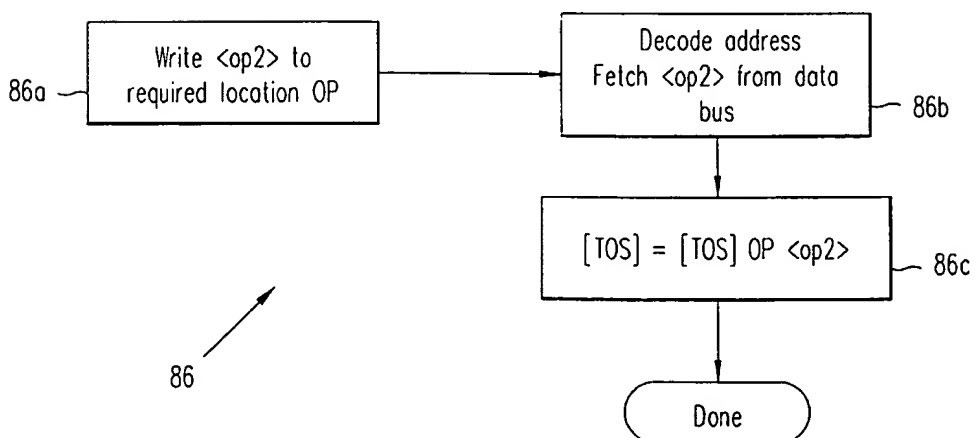 86a
Write <op2> to
required location OP
Decode address
Fetch <op2> from data
bus
86b
[TOS] = [TOS] OP <op2>
86c
86
Done